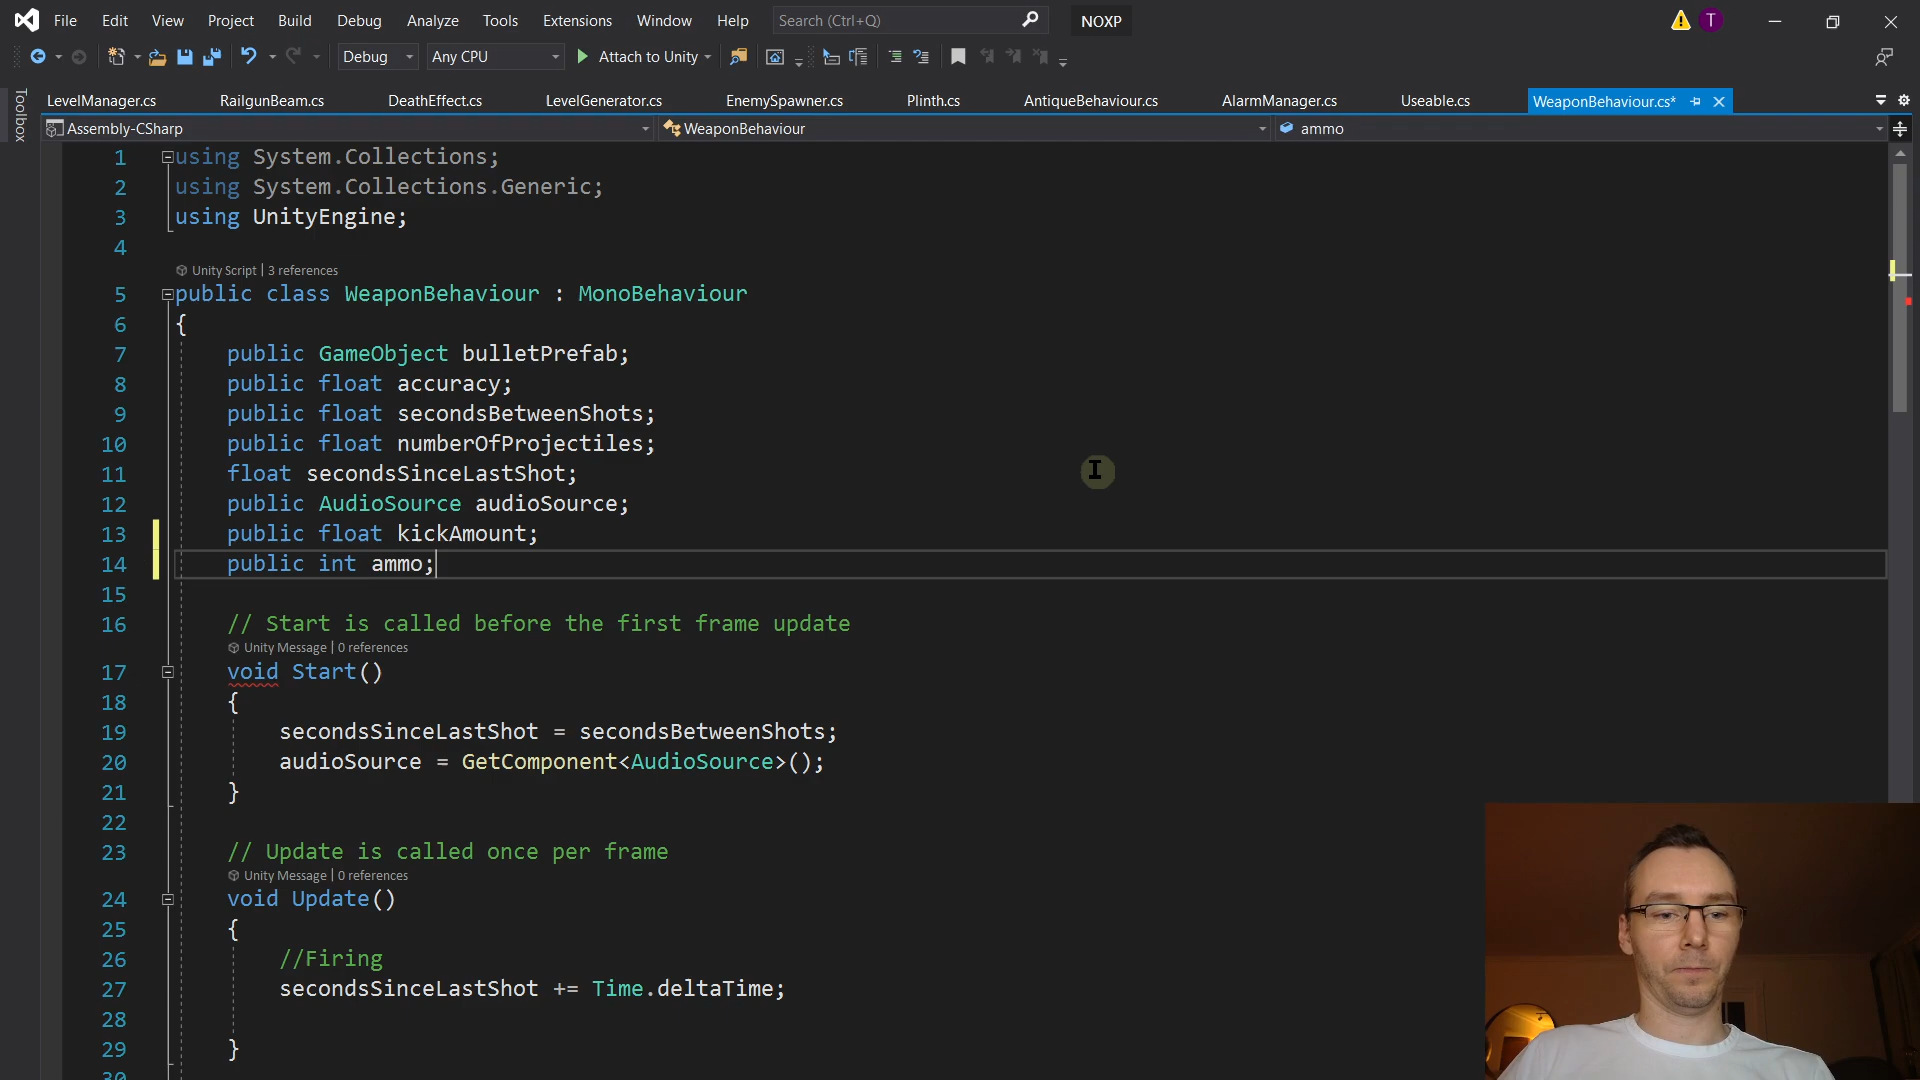 File Edit View Project Build Debug Analyze Tools Extensions Window Help Search (Ctrl+Q) NOXP T
Debug Any CPU Attach to Unity
Toolbox
LevelManager.cs RailgunBeam.cs DeathEffect.cs LevelGenerator.cs EnemySpawner.cs Plinth.cs AntiqueBehaviour.cs AlarmManager.cs Useable.cs WeaponBehaviour.cs*
Assembly-CSharp WeaponBehaviour ammo
1 using System.Collections;
2 using System.Collections.Generic;
3 using UnityEngine;
4
Unity Script | 3 references
5 public class WeaponBehaviour : MonoBehaviour
6 {
7 public GameObject bulletPrefab;
8 public float accuracy;
9 public float secondsBetweenShots;
10 public float numberOfProjectiles;
11 float secondsSinceLastShot;
12 public AudioSource audioSource;
13 public float kickAmount;
14 public int ammo;
15
16 // Start is called before the first frame update
Unity Message | 0 references
17 void Start()
18 {
19 secondsSinceLastShot = secondsBetweenShots;
20 audioSource = GetComponent<AudioSource>();
21 }
22
23 // Update is called once per frame
Unity Message | 0 references
24 void Update()
25 {
26 //Firing
27 secondsSinceLastShot += Time.deltaTime;
28
29 }
30